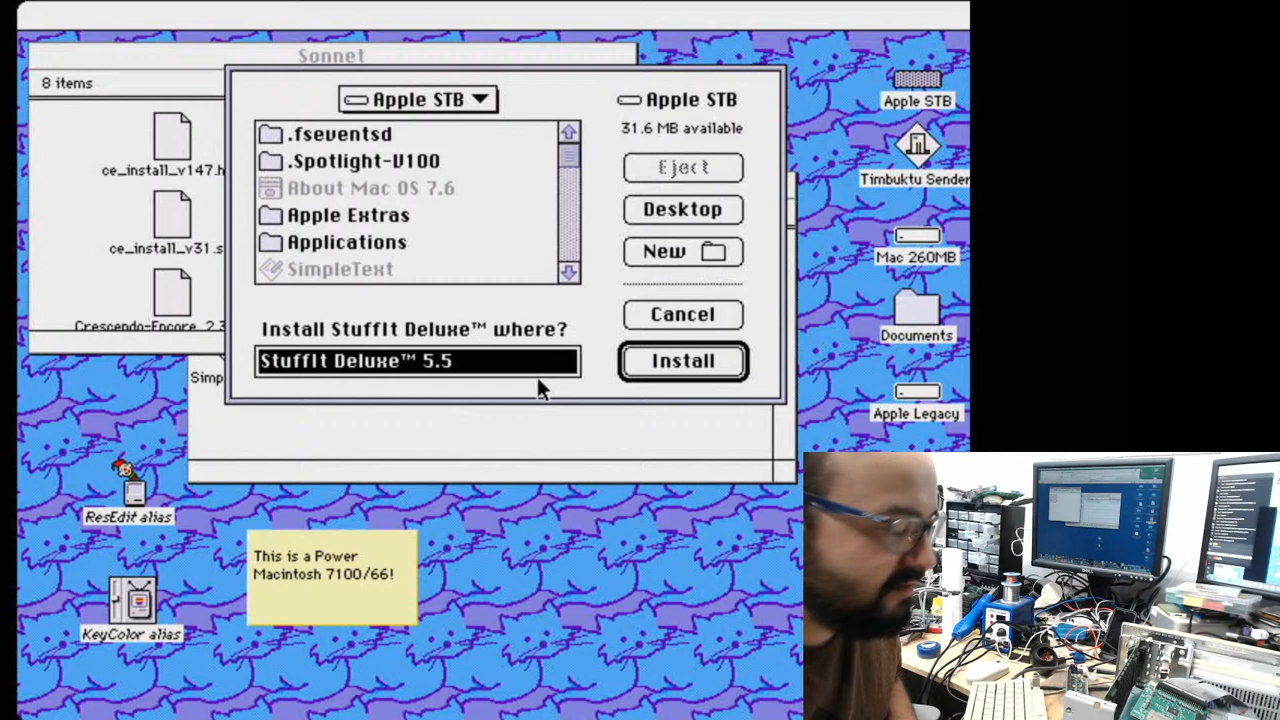 Sonnet
8 items
ce_install_v147.h
ce_install_v31.s
Crescendo-Encore_2.3
Simp
Apple STB
.fseventsd
.Spotlight-V100
About Mac OS 7.6
Apple Extras
Applications
SimpleText
Install StuffIt Deluxe™ where?
StuffIt Deluxe™ 5.5
Apple STB
31.6 MB available
Eject
Desktop
New
Cancel
Install
Apple STB
Timbuktu Sender
Mac 260MB
Documents
Apple Legacy
ResEdit alias
KeyColor alias
This is a Power
Macintosh 7100/66!